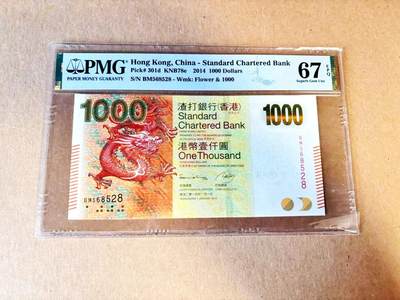 PMG
PAPER MONEY GUARANTY
Hong Kong, China - Standard Chartered Bank
Pick# 301d KNB78e 2014 1000 Dollars
S/N BM568528 - Wmk: Flower & 1000
67 EPQ
Superb Gem Unc
1000
渣打銀行(香港)
Standard
Chartered Bank
港幣壹仟圓
One Thousand
1000
BM568528
BM568528